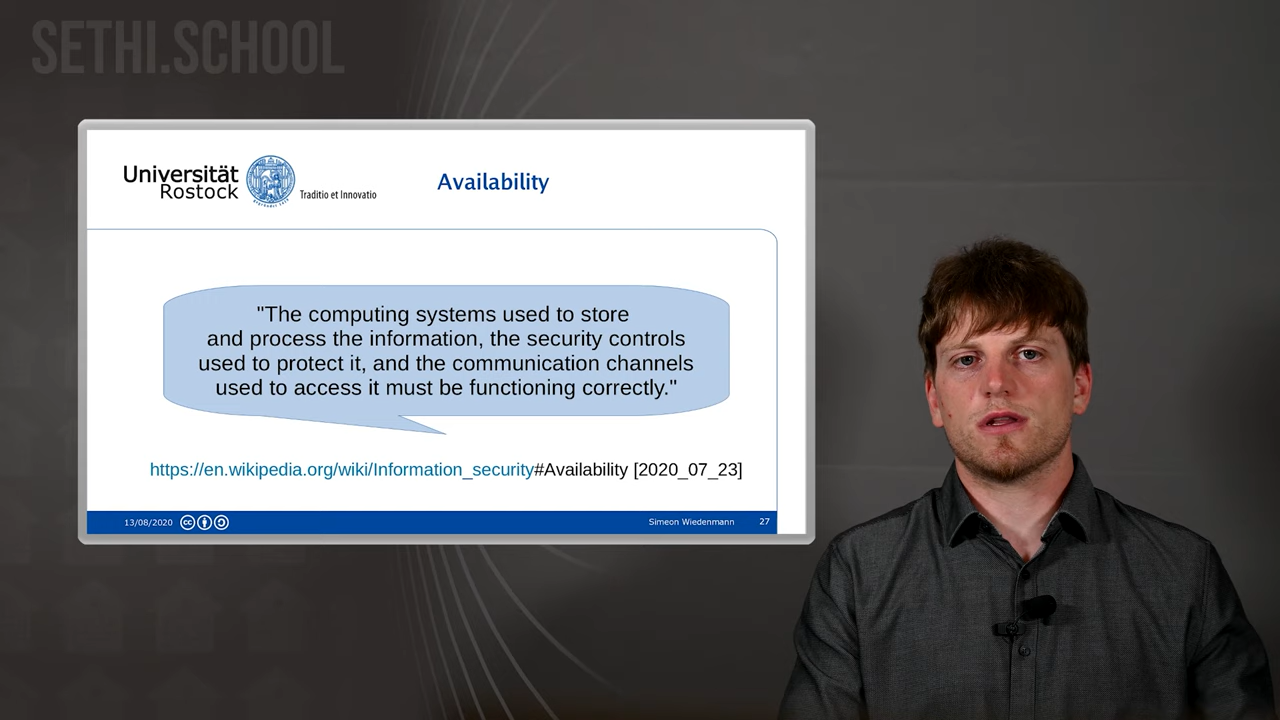 SETHI.SCHOOL
Universität
Rostock
Traditio et Innovatio
Availability
"The computing systems used to store
and process the information, the security controls
used to protect it, and the communication channels
used to access it must be functioning correctly."
https://en.wikipedia.org/wiki/Information_security#Availability [2020_07_23]
13/08/2020
cc
Simeon Wiedenmann
27